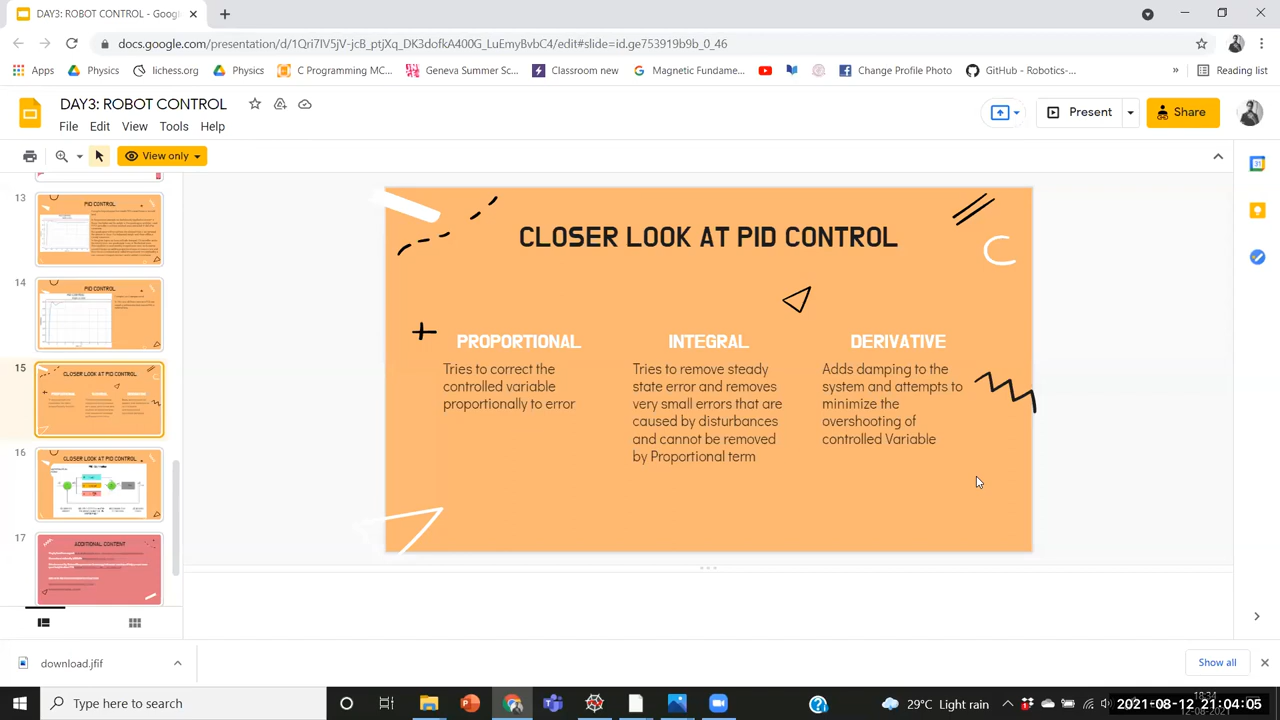 DAY3: ROBOT CONTROL - Googl
docs.google.com/presentation/d/1Qri7IV5jV-jcB_ptjXq_DK3dofkA400G_LuEmyBvbC4/edit#slide=id.ge753919b9b_0_46
Apps Physics lichess.org Physics C Programming MC... Geneva Summer Sc... Classroom new Magnetic Fundame... Change Profile Photo GitHub - Robotics-... » Reading list
DAY3: ROBOT CONTROL
File Edit View Tools Help
Present Share
View only
13
PID CONTROL
14
PID CONTROL
15
CLOSER LOOK AT PID CONTROL
16
CLOSER LOOK AT PID CONTROL
17
ADDITIONAL CONTENT
CLOSER LOOK AT PID CONTROL
PROPORTIONAL
Tries to correct the
controlled variable
proportionally to error
INTEGRAL
Tries to remove steady
state error and removes
very small errors that are
caused by disturbances
and cannot be removed
by Proportional term
DERIVATIVE
Adds damping to the
system and attempts to
minimize the
overshooting of
controlled Variable
31
download.jfif
Show all
Type here to search
29°C Light rain
18:34
2021-08-12 21:04:05
12-08-2021